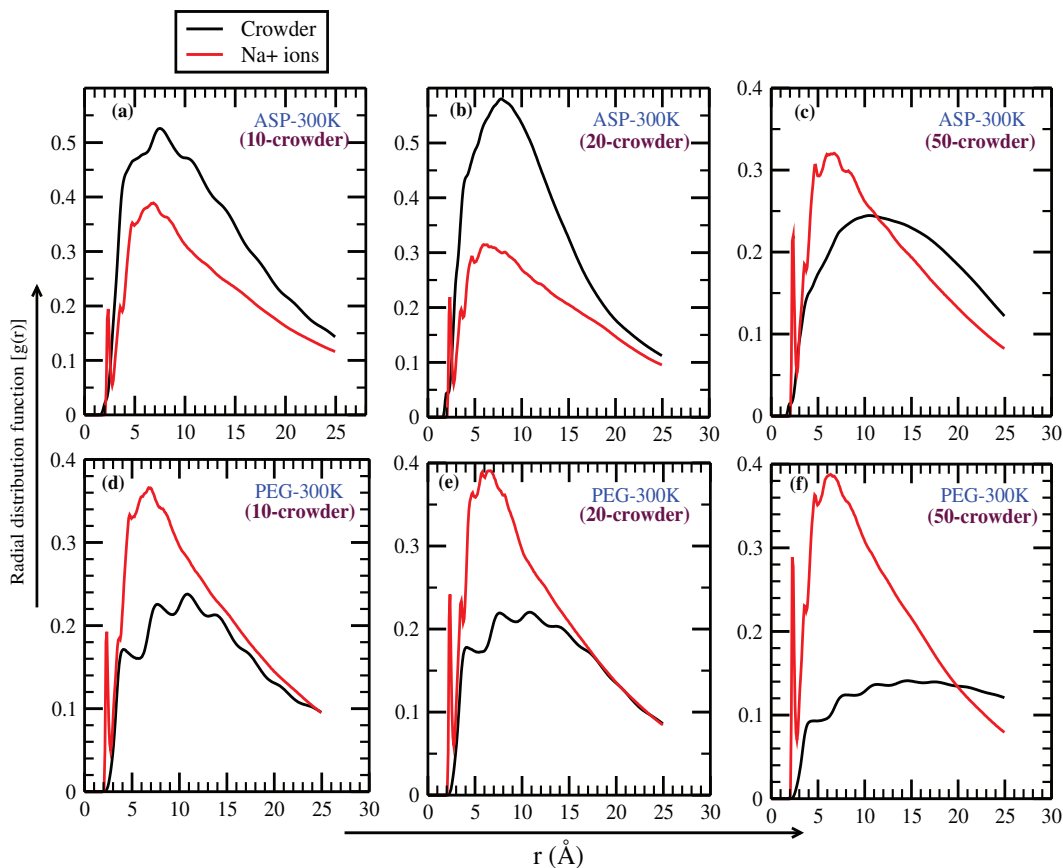 Crowder
Na+ ions
(a)
ASP-300K
(10-crowder)
0.5
0.4
0.3
0.2
0.1
0
0 5 10 15 20 25 30
(b)
ASP-300K
(20-crowder)
0.5
0.4
0.3
0.2
0.1
0
0 5 10 15 20 25 30
(c)
ASP-300K
(50-crowder)
0.4
0.3
0.2
0.1
0
0 5 10 15 20 25 30
Radial distribution function [g(r)]
(d)
PEG-300K
(10-crowder)
0.4
0.3
0.2
0.1
0
0 5 10 15 20 25 30
(e)
PEG-300K
(20-crowder)
0.4
0.3
0.2
0.1
0
0 5 10 15 20 25 30
(f)
PEG-300K
(50-crowder)
0.4
0.3
0.2
0.1
0
0 5 10 15 20 25 30
r (Å)